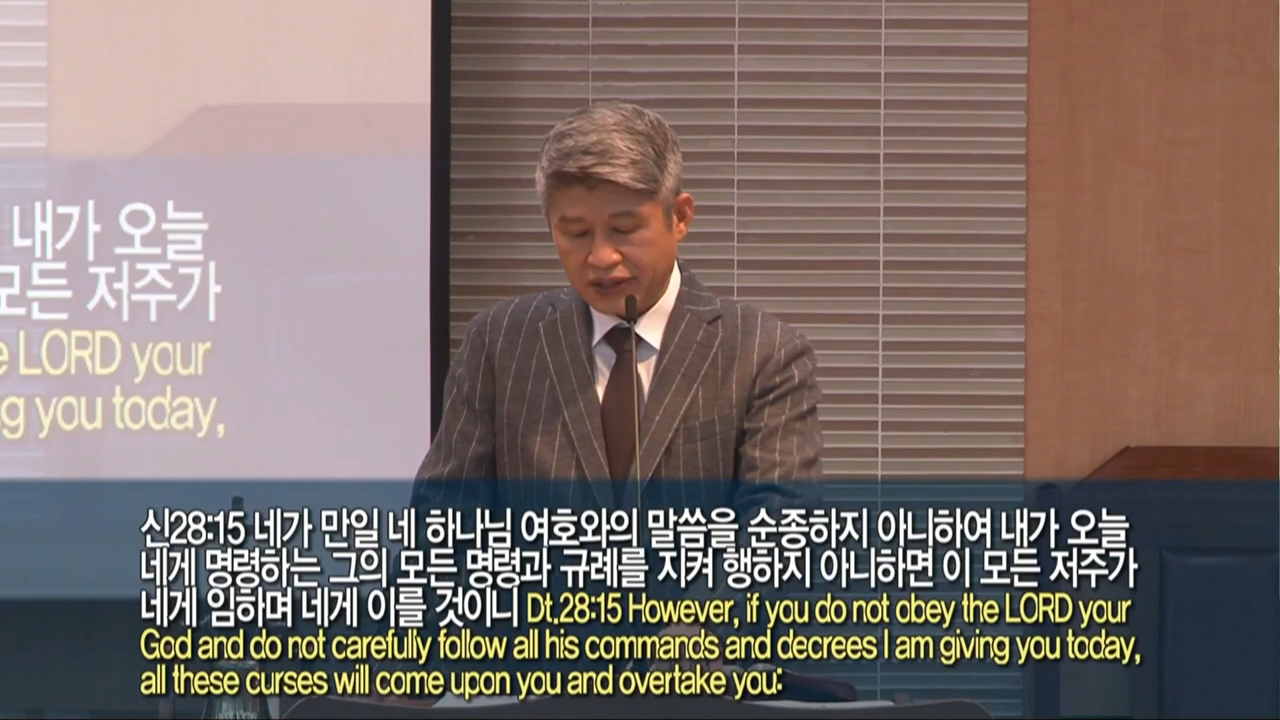 내가 오늘
모든 저주가
e LORD your
ng you today,
신28:15 네가 만일 네 하나님 여호와의 말씀을 순종하지 아니하여 내가 오늘
네게 명령하는 그의 모든 명령과 규례를 지켜 행하지 아니하면 이 모든 저주가
네게 임하며 네게 이를 것이니 Dt.28:15 However, if you do not obey the LORD your
God and do not carefully follow all his commands and decrees I am giving you today,
all these curses will come upon you and overtake you: